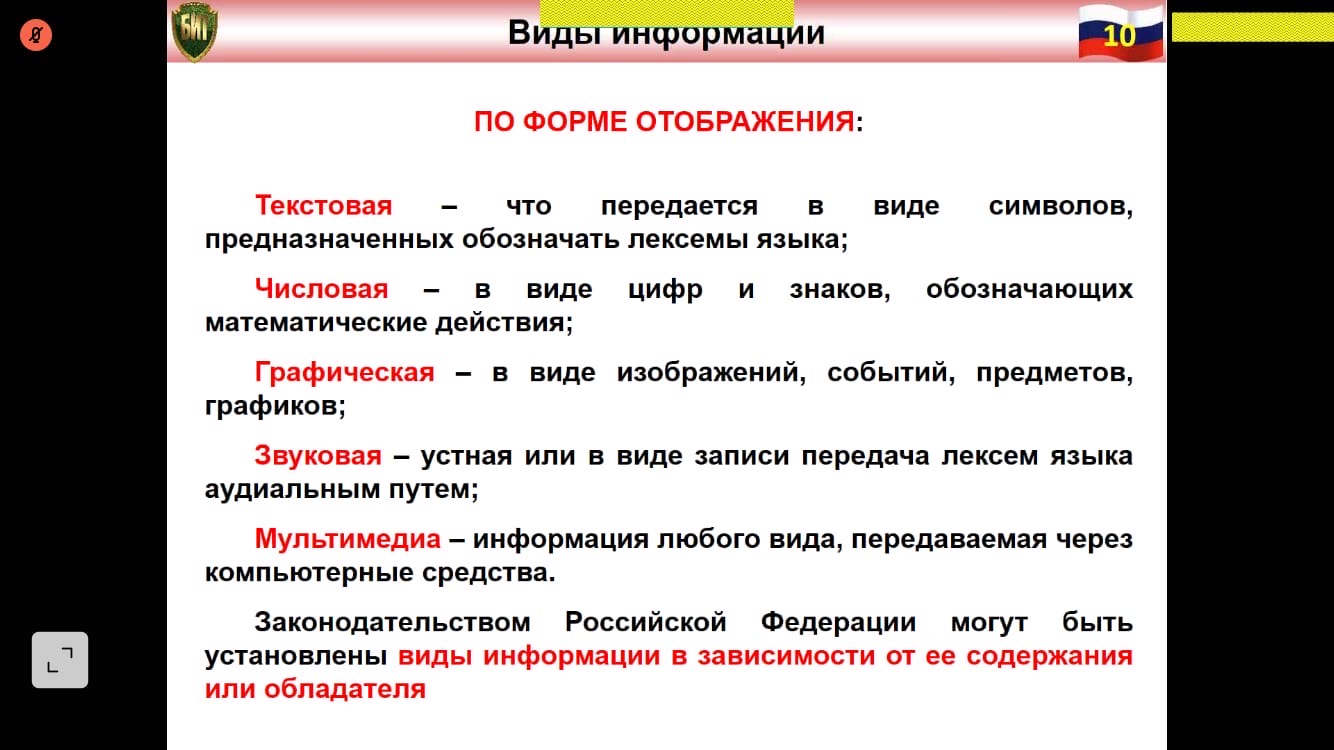 БИТ
Виды информации
10
ПО ФОРМЕ ОТОБРАЖЕНИЯ:
Текстовая – что передается в виде символов,
предназначенных обозначать лексемы языка;
Числовая – в виде цифр и знаков, обозначающих
математические действия;
Графическая – в виде изображений, событий, предметов,
графиков;
Звуковая – устная или в виде записи передача лексем языка
аудиальным путем;
Мультимедиа – информация любого вида, передаваемая через
компьютерные средства.
Законодательством Российской Федерации могут быть
установлены виды информации в зависимости от ее содержания
или обладателя